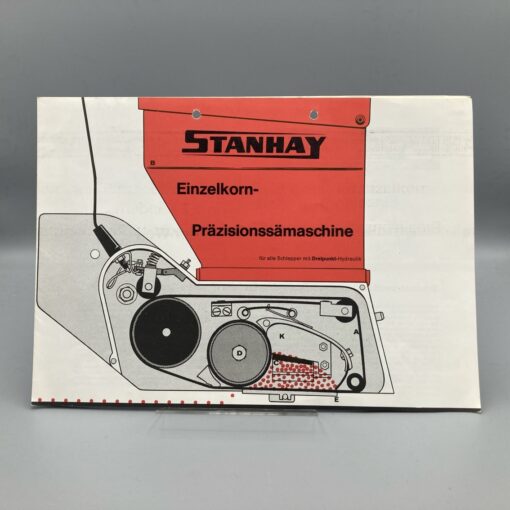 STANHAY
B
Einzelkorn-
Präzisionssämaschine
für alle Schlepper mit Dreipunkt-Hydraulik
A
K
D
C
E